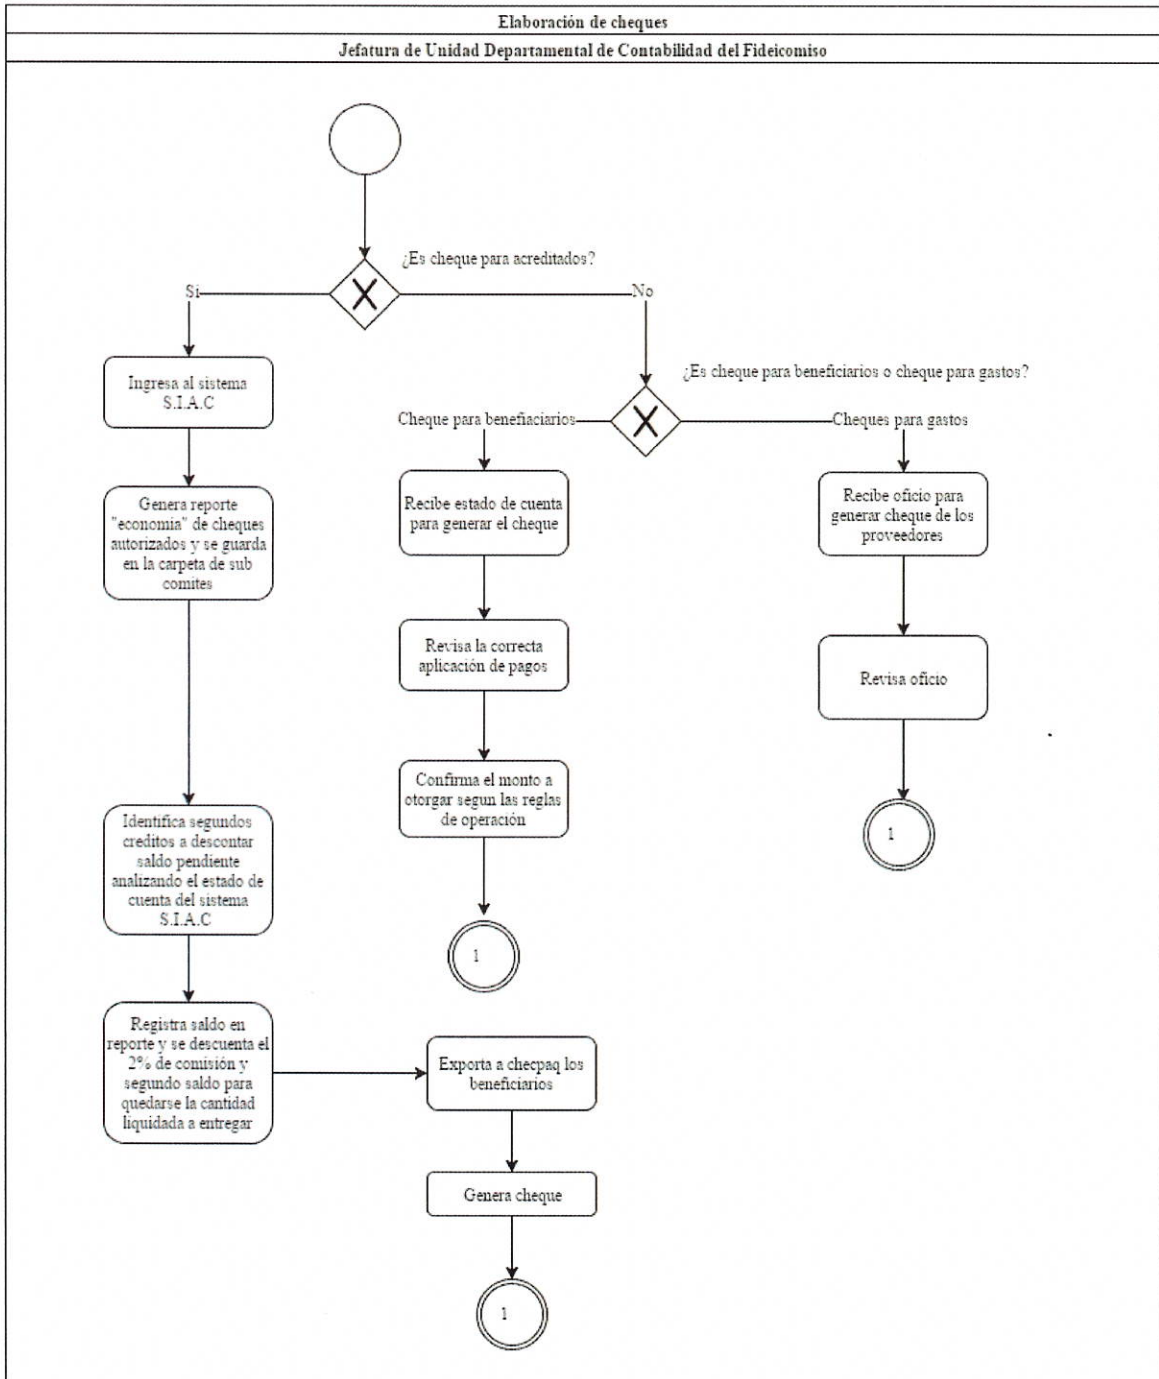 Elaboración de cheques
Jefatura de Unidad Departamental de Contabilidad del Fideicomiso
¿Es cheque para acreditados?
Si
No
Ingresa al sistema
S.I.A.C
¿Es cheque para beneficiarios o cheque para gastos?
Cheque para benefiaciarios
Cheques para gastos
Genera reporte
"economia" de cheques
autorizados y se guarda
en la carpeta de sub
comites
Recibe estado de cuenta
para generar el cheque
Recibe oficio para
generar cheque de los
proveedores
Revisa la correcta
aplicación de pagos
Revisa oficio
Confirma el monto a
otorgar segun las reglas
de operación
1
Identifica segundos
creditos a descontar
saldo pendiente
analizando el estado de
cuenta del sistema
S.I.A.C
1
Registra saldo en
reporte y se descuenta el
2% de comisión y
segundo saldo para
quedarse la cantidad
liquidada a entregar
Exporta a checpaq los
beneficiarios
Genera cheque
1